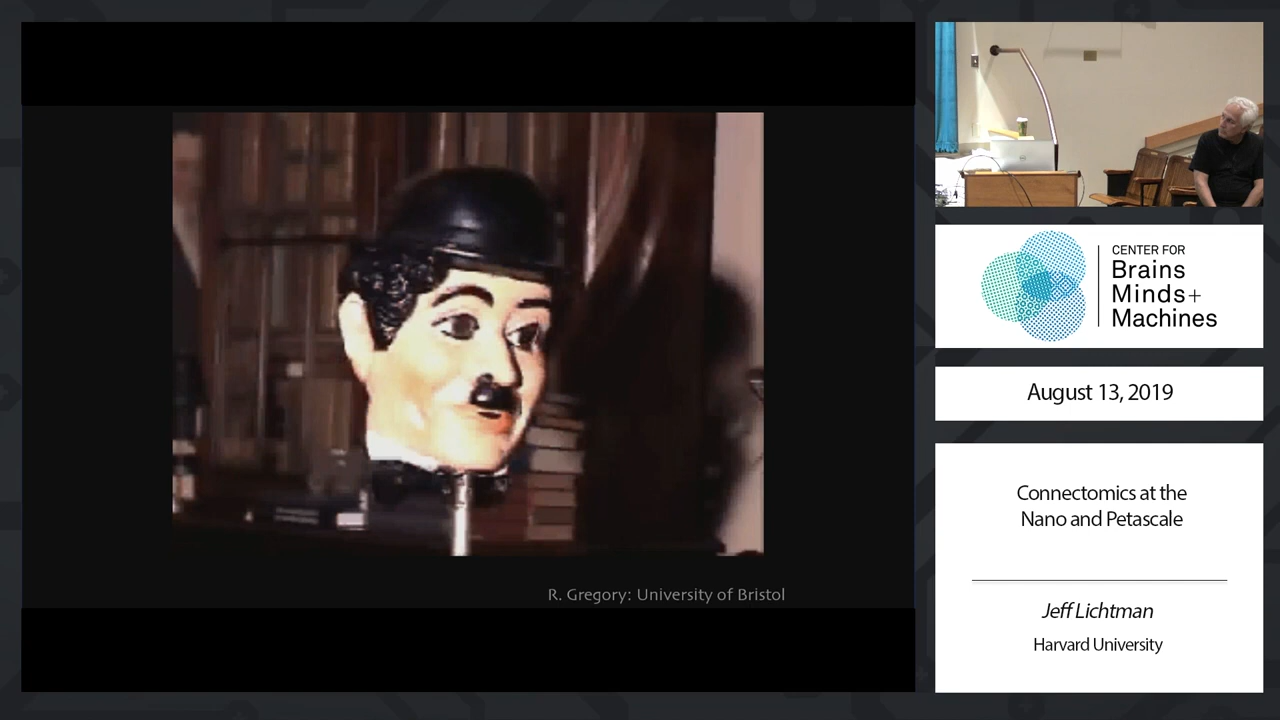 R. Gregory: University of Bristol
CENTER FOR
Brains
Minds+
Machines
August 13, 2019
Connectomics at the
Nano and Petascale
Jeff Lichtman
Harvard University